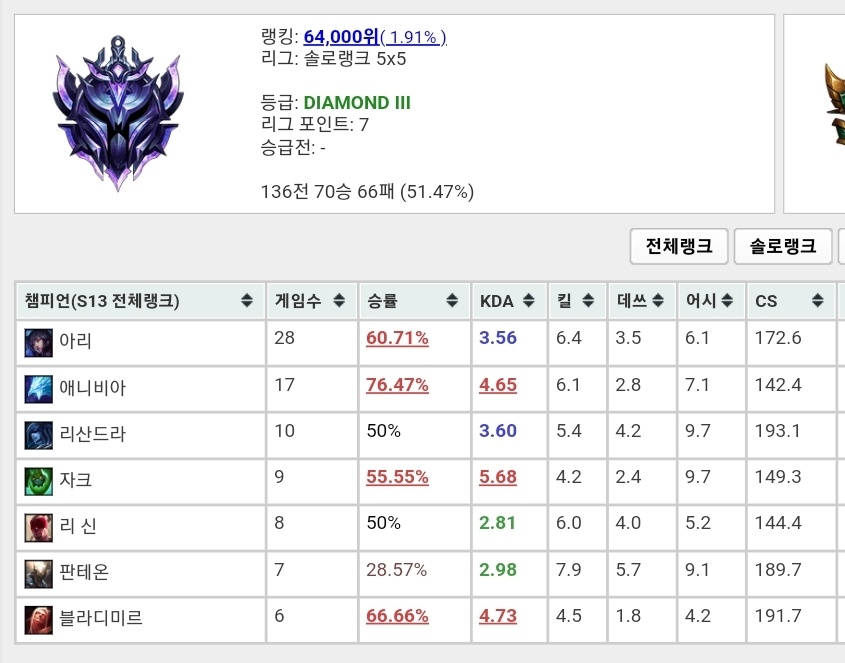 랭킹: 64,000위( 1.91% )
리그: 솔로랭크 5x5
등급: DIAMOND III
리그 포인트: 7
승급전: -
136전 70승 66패 (51.47%)
전체랭크 솔로랭크
챔피언(S13 전체랭크) 게임수 승률 KDA 킬 데쓰 어시 CS
아리 28 60.71% 3.56 6.4 3.5 6.1 172.6
애니비아 17 76.47% 4.65 6.1 2.8 7.1 142.4
리산드라 10 50% 3.60 5.4 4.2 9.7 193.1
자크 9 55.55% 5.68 4.2 2.4 9.7 149.3
리 신 8 50% 2.81 6.0 4.0 5.2 144.4
판테온 7 28.57% 2.98 7.9 5.7 9.1 189.7
블라디미르 6 66.66% 4.73 4.5 1.8 4.2 191.7